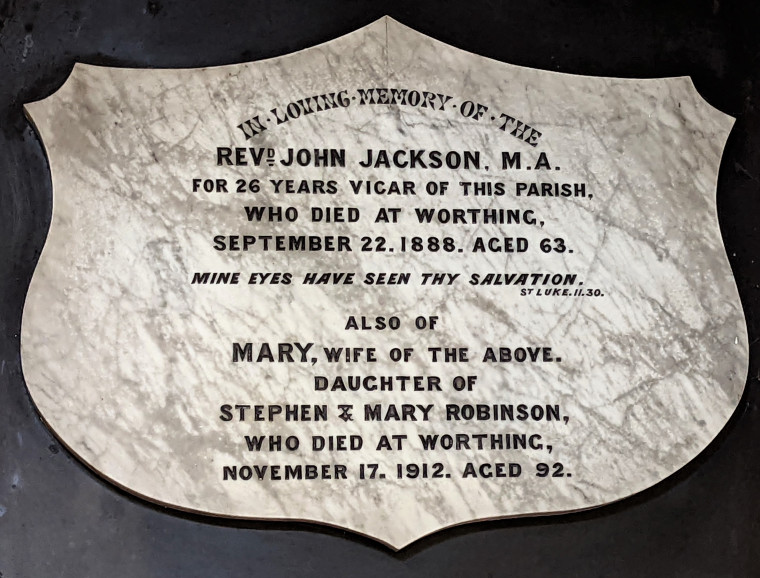 IN·LOVING·MEMORY·OF·THE
REVD JOHN JACKSON, M.A.
FOR 26 YEARS VICAR OF THIS PARISH,
WHO DIED AT WORTHING,
SEPTEMBER 22.1888. AGED 63.
MINE EYES HAVE SEEN THY SALVATION.
ST LUKE.II.30.
ALSO OF
MARY, WIFE OF THE ABOVE.
DAUGHTER OF
STEPHEN & MARY ROBINSON,
WHO DIED AT WORTHING,
NOVEMBER 17. 1912. AGED 92.